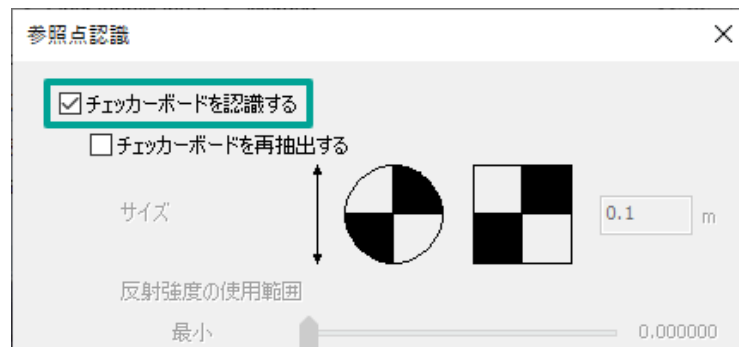 参照点認識
チェッカーボードを認識する
チェッカーボードを再抽出する
サイズ 0.1 m
反射強度の使用範囲
最小 0.000000